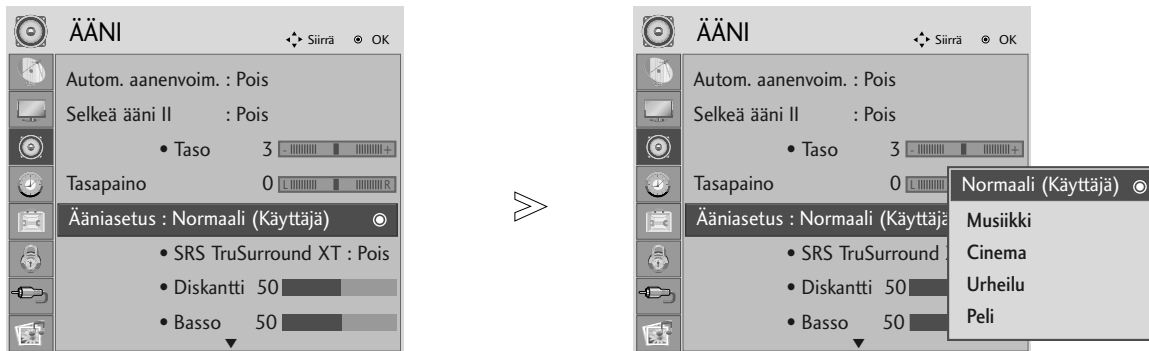 ÄÄNI
Siirrä OK
Autom. aanenvoim. : Pois
Selkeä ääni II : Pois
• Taso 3 - +
Tasapaino 0 L R
Ääniasetus : Normaali (Käyttäjä)
• SRS TruSurround XT : Pois
• Diskantti 50
• Basso 50
>
ÄÄNI
Siirrä OK
Autom. aanenvoim. : Pois
Selkeä ääni II : Pois
• Taso 3 - +
Tasapaino 0 L
Ääniasetus : Normaali (Käyttäjä
• SRS TruSurround
• Diskantti 50
• Basso 50
Normaali (Käyttäjä)
Musiikki
Cinema
Urheilu
Peli